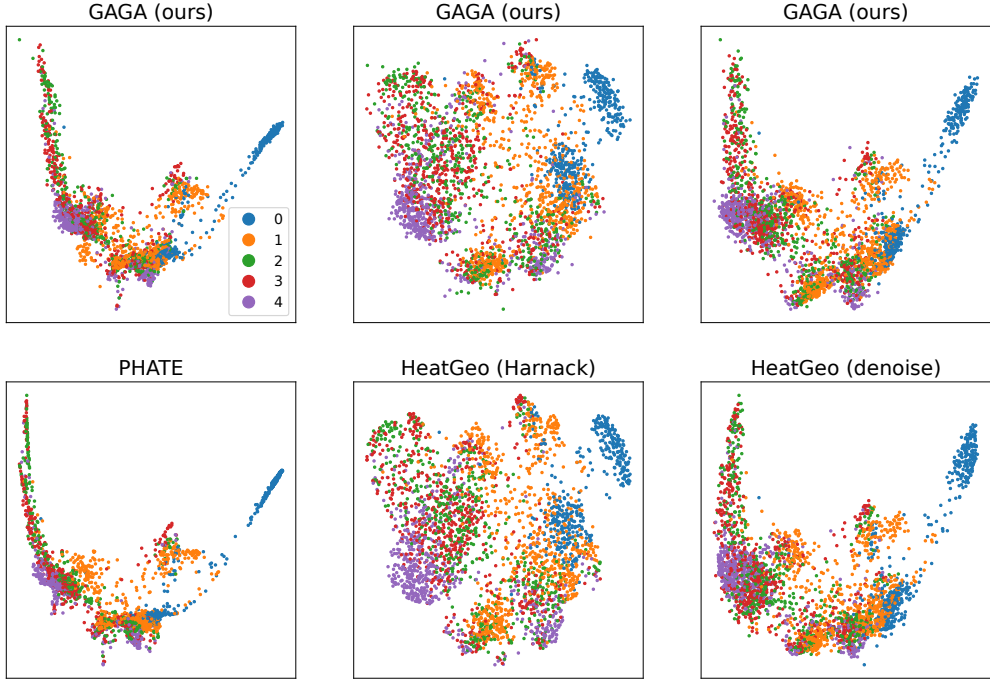 GAGA (ours)
GAGA (ours)
GAGA (ours)
0
1
2
3
4
PHATE
HeatGeo (Harnack)
HeatGeo (denoise)